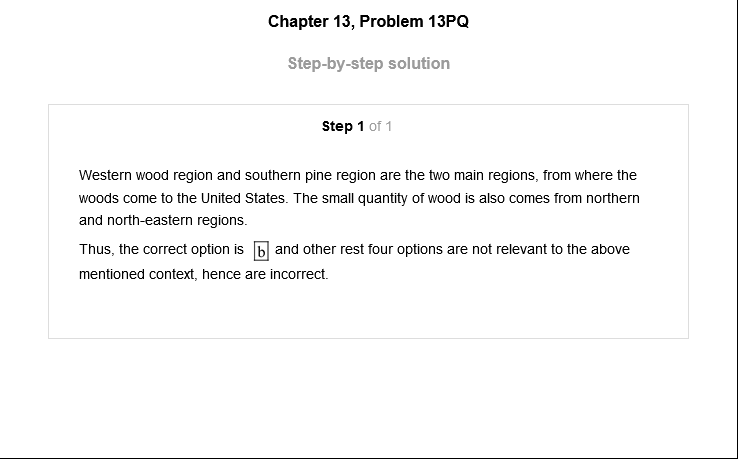 Chapter 13, Problem 13PQ
Step-by-step solution
Step 1 of 1
Western wood region and southern pine region are the two main regions, from where the
woods come to the United States. The small quantity of wood is also comes from northern
and north-eastern regions.
Thus, the correct option is b and other rest four options are not relevant to the above
mentioned context, hence are incorrect.